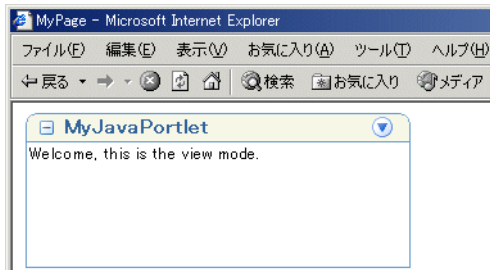 MyPage - Microsoft Internet Explorer
ファイル(F) 編集(E) 表示(V) お気に入り(A) ツール(T) ヘルプ(H)
戻る 検索 お気に入り メディア
MyJavaPortlet
Welcome, this is the view mode.